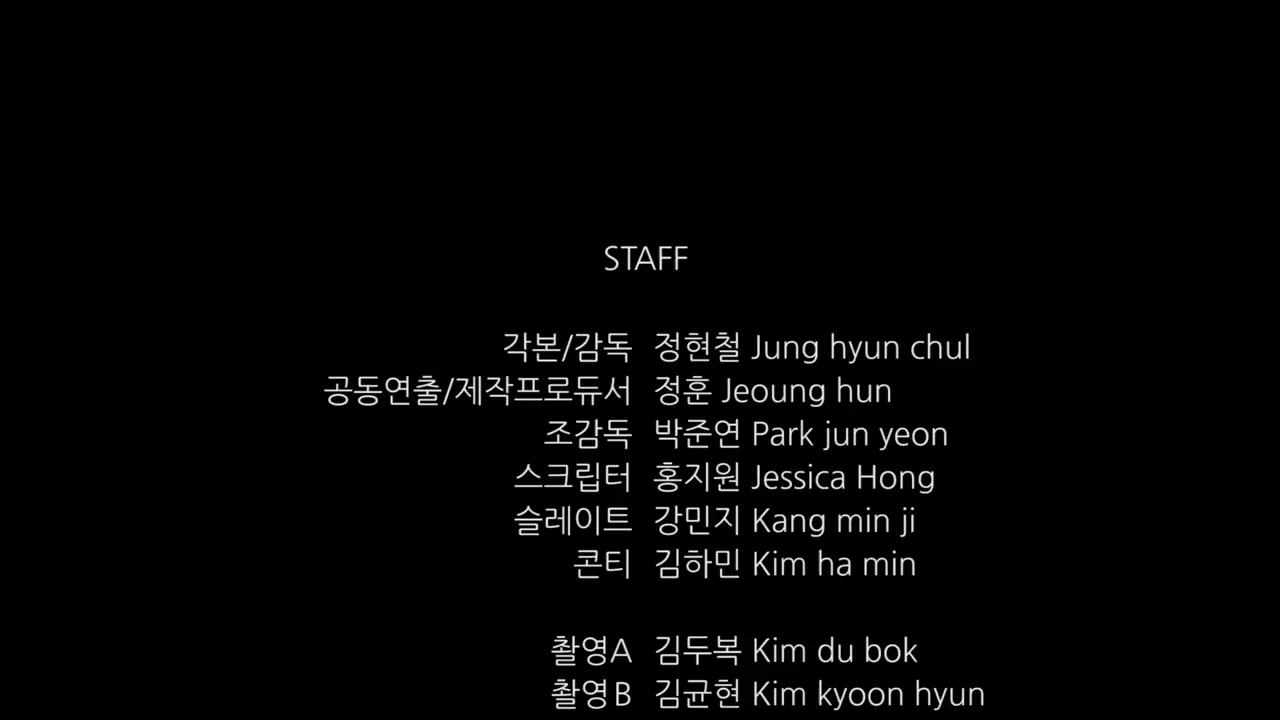 STAFF
각본/감독 정현철 Jung hyun chul
공동연출/제작프로듀서 정훈 Jeoung hun
조감독 박준연 Park jun yeon
스크립터 홍지원 Jessica Hong
슬레이트 강민지 Kang min ji
콘티 김하민 Kim ha min
촬영A 김두복 Kim du bok
촬영B 김균현 Kim kyoon hyun